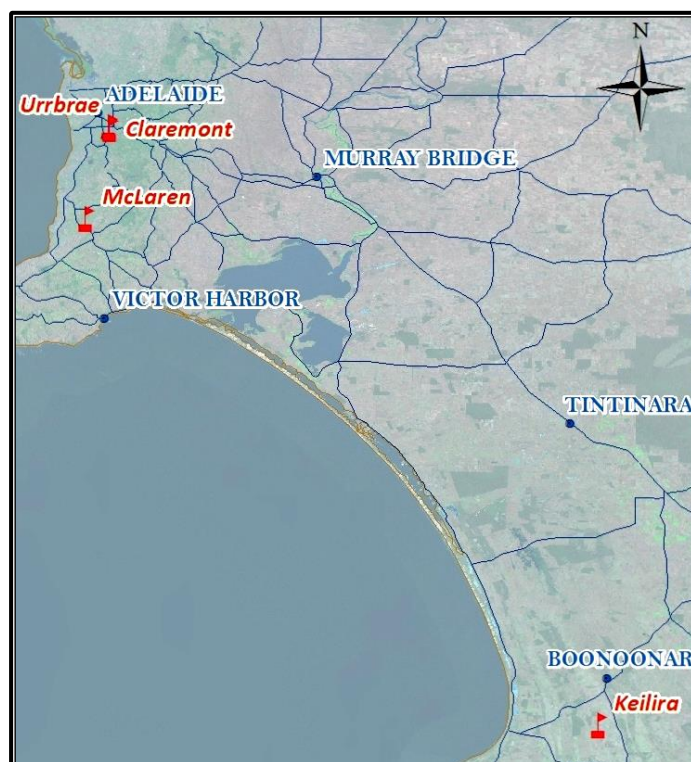 N
Urrbrae
ADELAIDE
Claremont
MURRAY BRIDGE
McLaren
VICTOR HARBOR
TINTINARA
BOONOONAR
Keilira